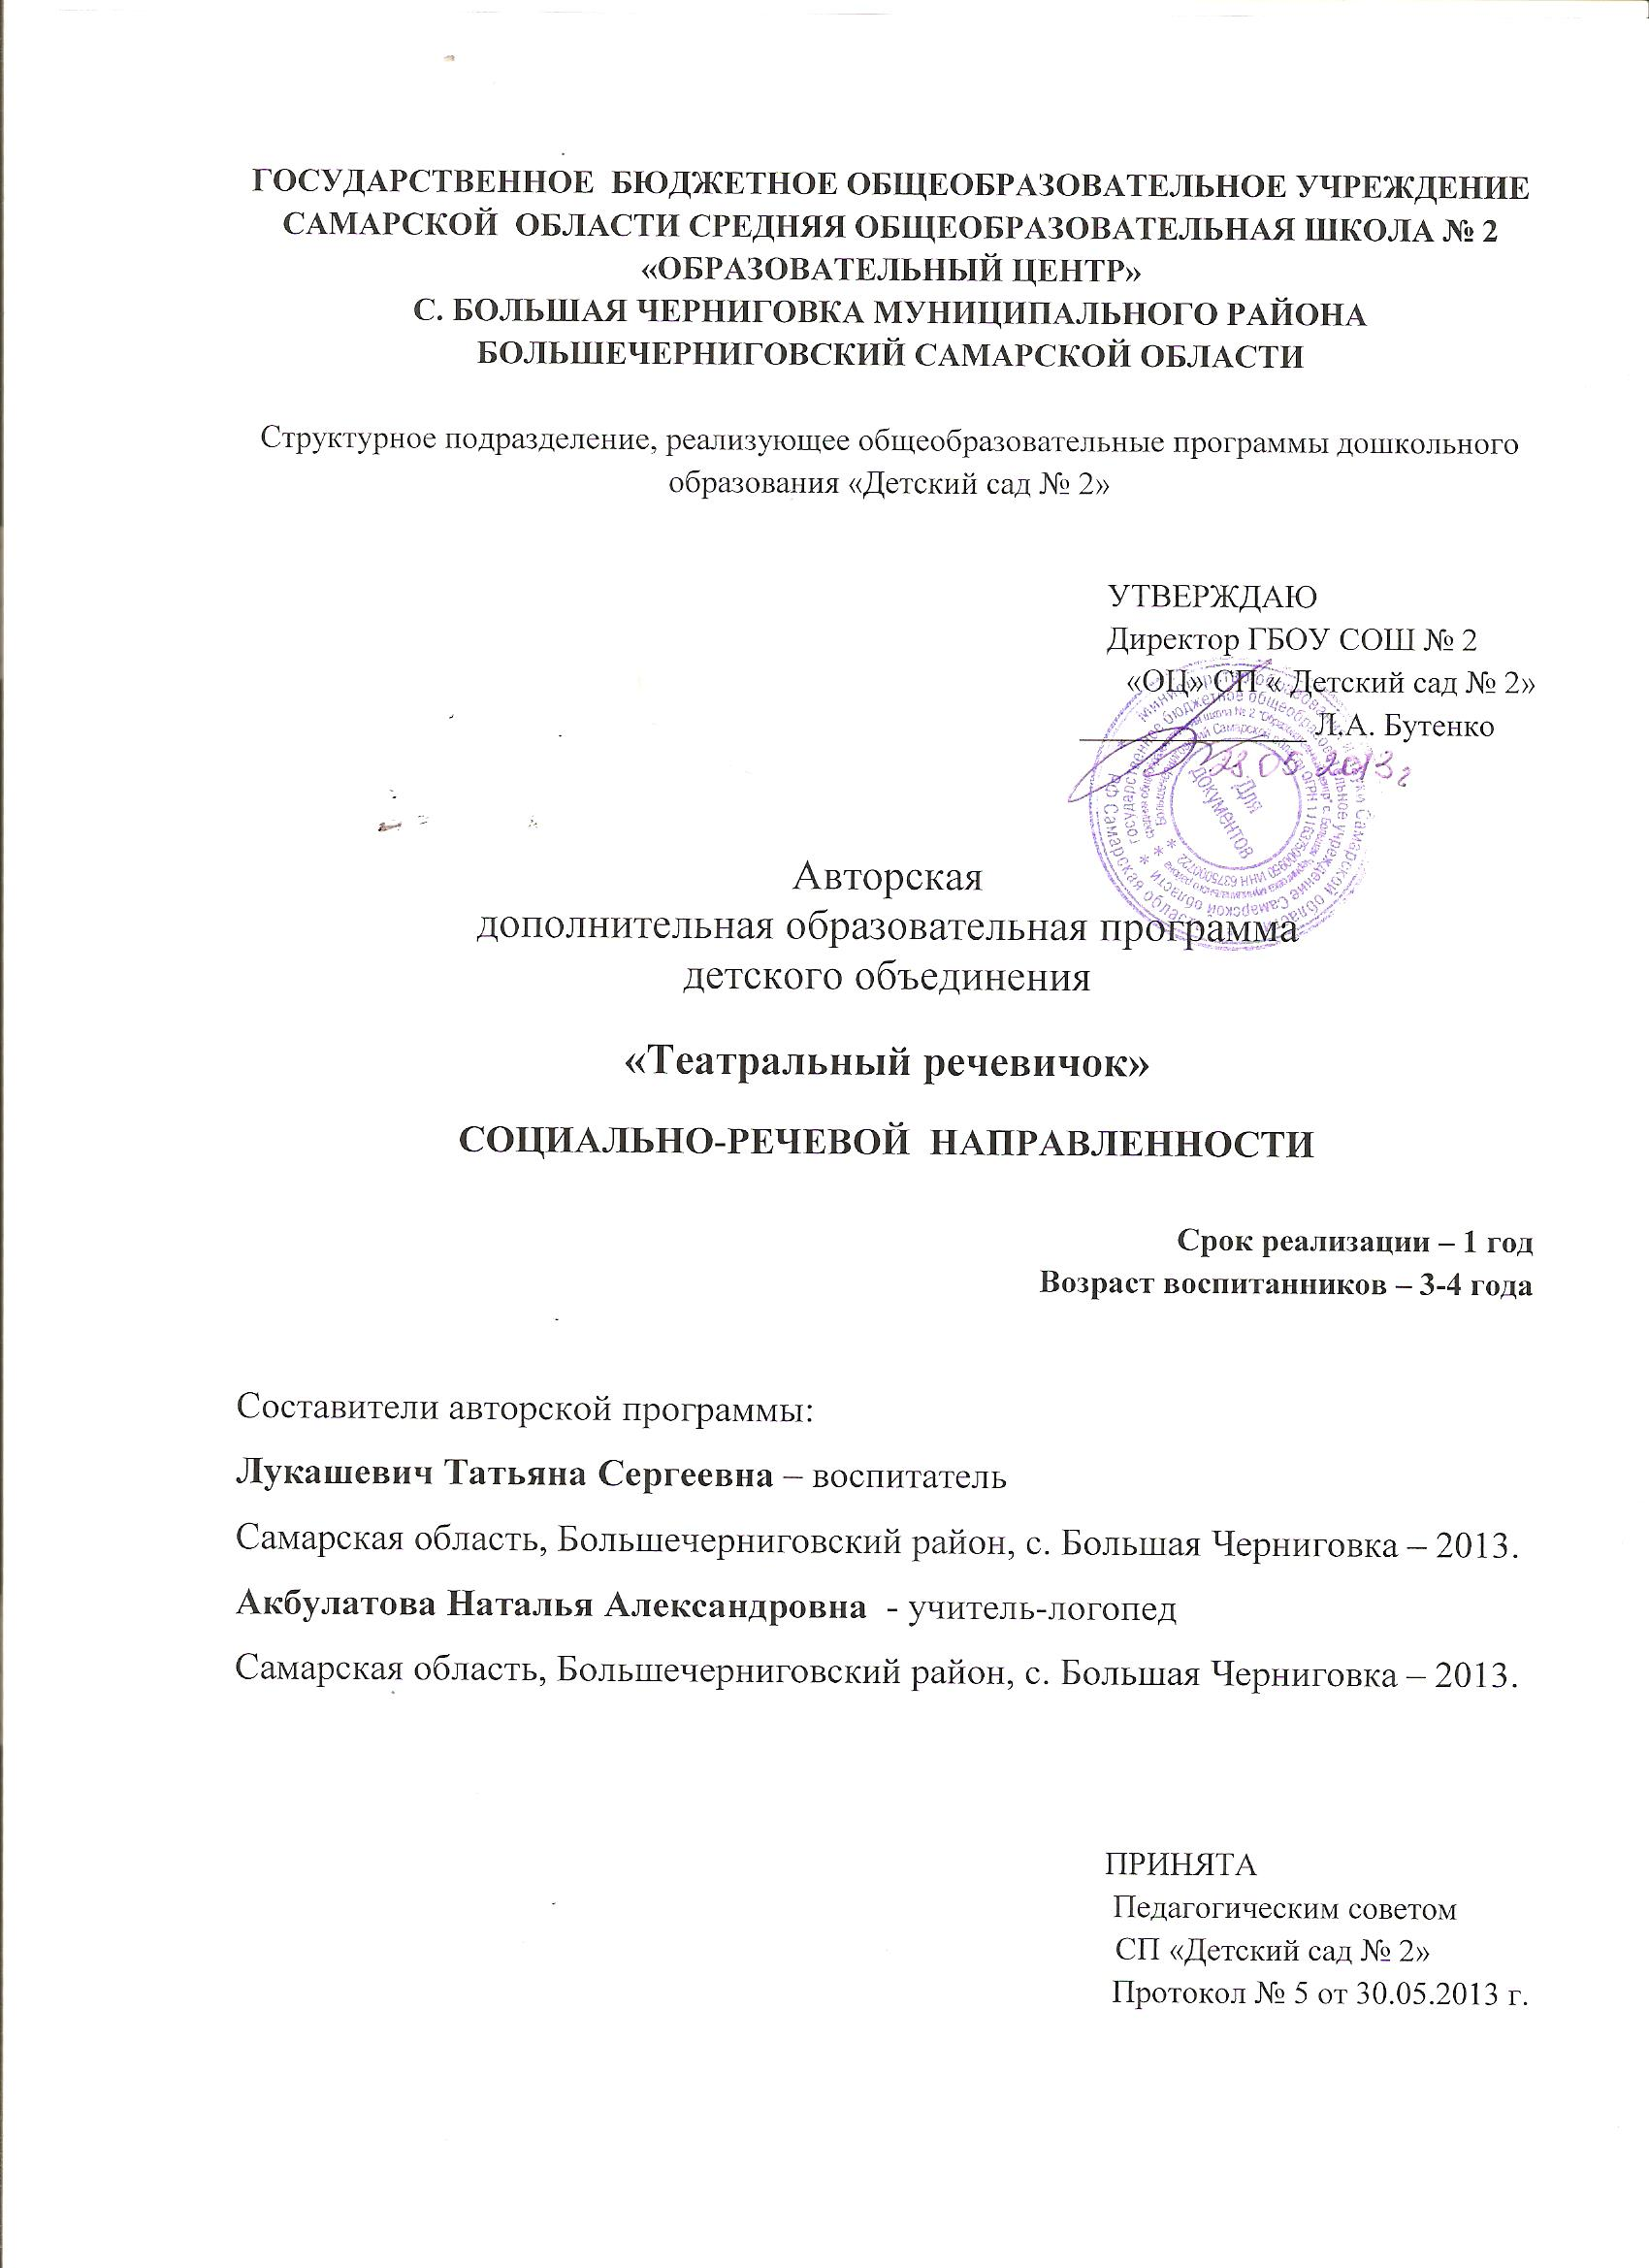 ГОСУДАРСТВЕННОЕ БЮДЖЕТНОЕ ОБЩЕОБРАЗОВАТЕЛЬНОЕ УЧРЕЖДЕНИЕ
САМАРСКОЙ ОБЛАСТИ СРЕДНЯЯ ОБЩЕОБРАЗОВАТЕЛЬНАЯ ШКОЛА № 2
«ОБРАЗОВАТЕЛЬНЫЙ ЦЕНТР»
С. БОЛЬШАЯ ЧЕРНИГОВКА МУНИЦИПАЛЬНОГО РАЙОНА
БОЛЬШЕЧЕРНИГОВСКИЙ САМАРСКОЙ ОБЛАСТИ
Структурное подразделение, реализующее общеобразовательные программы дошкольного
образования «Детский сад № 2»
УТВЕРЖДАЮ
Директор ГБОУ СОШ № 2
«ОЦ» СП « Детский сад № 2»
Л.А. Бутенко
Для
документов
Авторская
дополнительная образовательная программа
детского объединения
«Театральный речевичок»
СОЦИАЛЬНО-РЕЧЕВОЙ НАПРАВЛЕННОСТИ
Срок реализации – 1 год
Возраст воспитанников – 3-4 года
Составители авторской программы:
Лукашевич Татьяна Сергеевна – воспитатель
Самарская область, Большечерниговский район, с. Большая Черниговка – 2013.
Акбулатова Наталья Александровна - учитель-логопед
Самарская область, Большечерниговский район, с. Большая Черниговка – 2013.
ПРИНЯТА
Педагогическим советом
СП «Детский сад № 2»
Протокол № 5 от 30.05.2013 г.